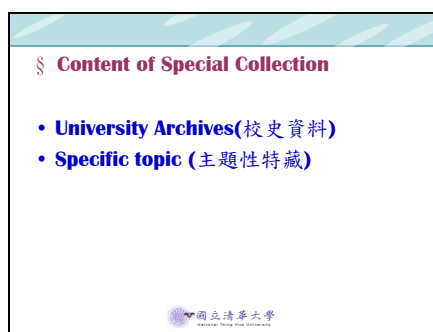 § Content of Special Collection
• University Archives(校史資料)
• Specific topic (主題性特藏)
國立清華大學
National Tsing Hua University